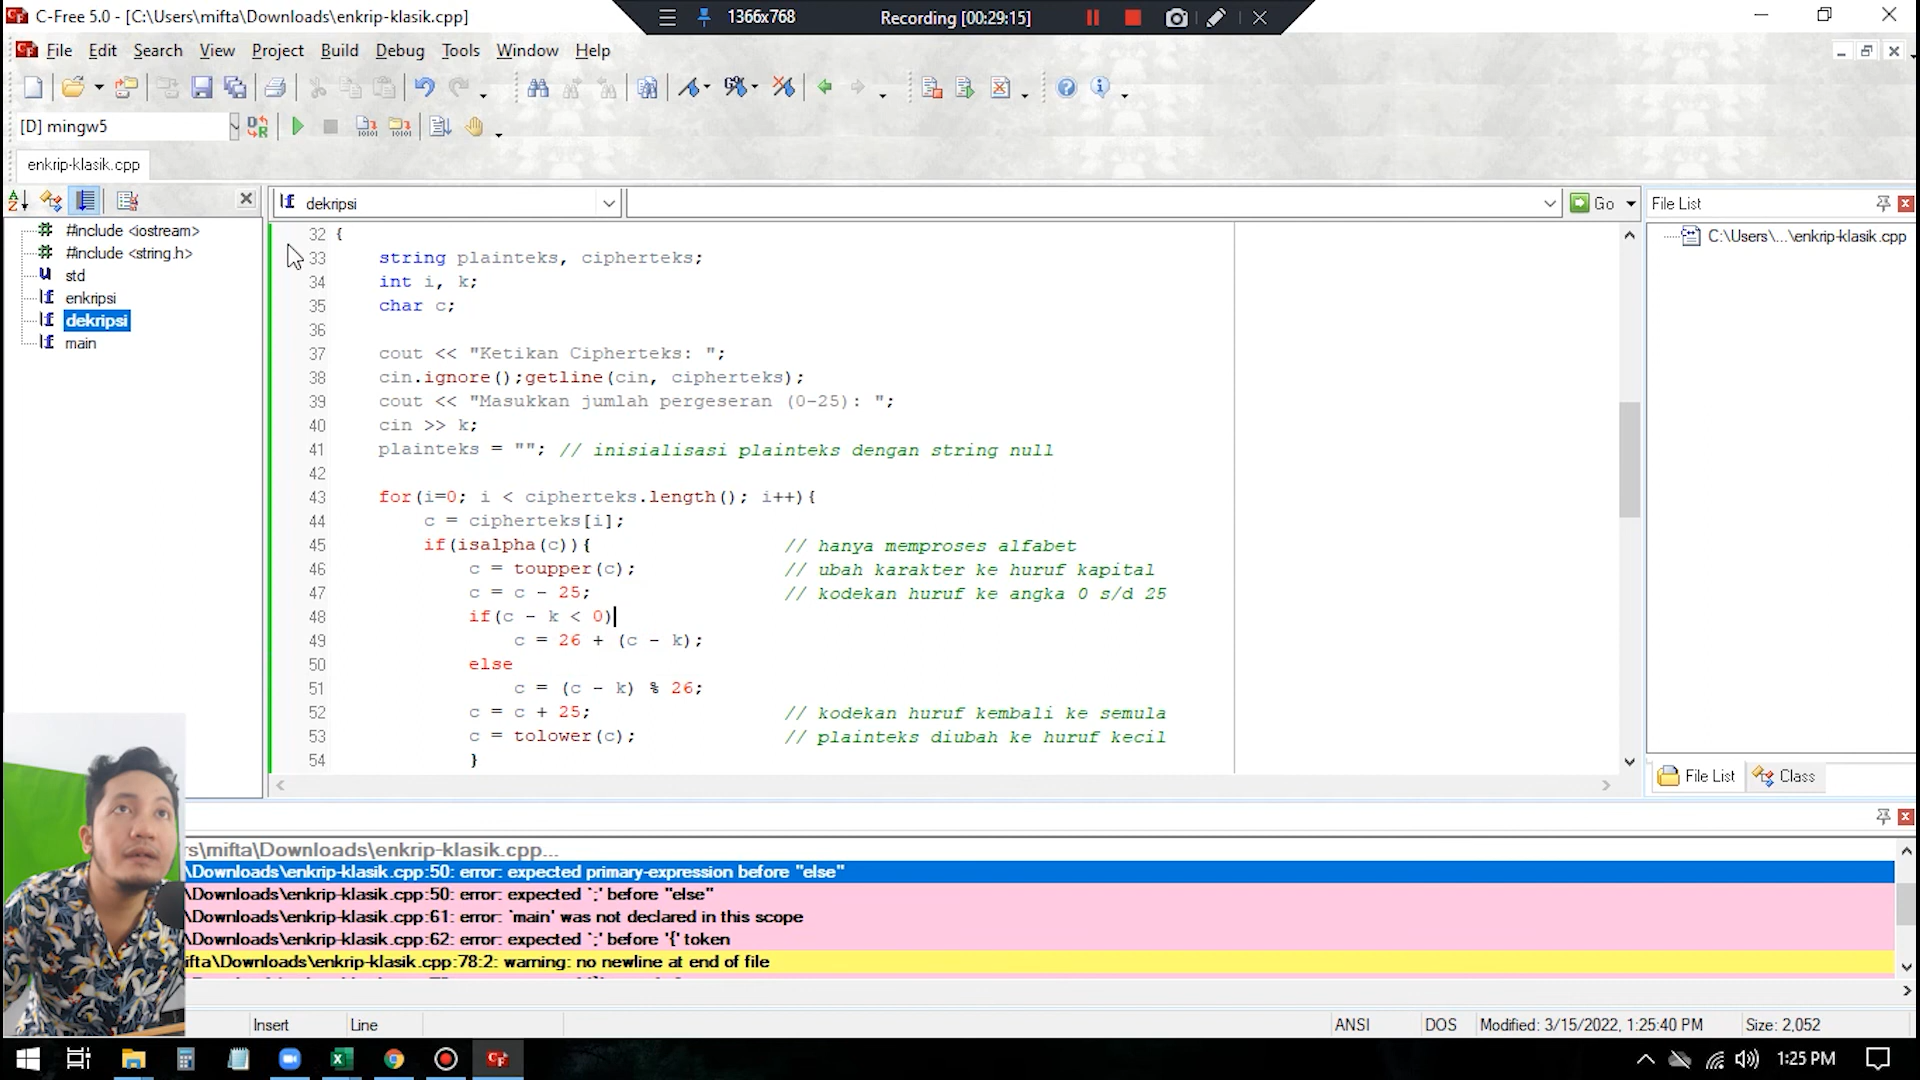 C-Free 5.0 - [C:\Users\mifta\Downloads\enkrip-klasik.cpp]
1366x768
Recording [00:29:15]
File Edit Search View Project Build Debug Tools Window Help
[D] mingw5
enkrip-klasik.cpp
dekripsi
Go
File List
#include <iostream>
#include <string.h>
std
enkripsi
dekripsi
main
C:\Users\...\enkrip-klasik.cpp
32 {
33 string plainteks, cipherteks;
34 int i, k;
35 char c;
36
37 cout << "Ketikan Cipherteks: ";
38 cin.ignore();getline(cin, cipherteks);
39 cout << "Masukkan jumlah pergeseran (0-25): ";
40 cin >> k;
41 plainteks = ""; // inisialisasi plainteks dengan string null
42
43 for(i=0; i < cipherteks.length(); i++){
44 c = cipherteks[i];
45 if(isalpha(c)){ // hanya memproses alfabet
46 c = toupper(c); // ubah karakter ke huruf kapital
47 c = c - 25; // kodekan huruf ke angka 0 s/d 25
48 if(c - k < 0)
49 c = 26 + (c - k);
50 else
51 c = (c - k) % 26;
52 c = c + 25; // kodekan huruf kembali ke semula
53 c = tolower(c); // plainteks diubah ke huruf kecil
54 }
File List Class
rs\mifta\Downloads\enkrip-klasik.cpp...
\Downloads\enkrip-klasik.cpp:50: error: expected primary-expression before "else"
\Downloads\enkrip-klasik.cpp:50: error: expected `;' before "else"
\Downloads\enkrip-klasik.cpp:61: error: `main' was not declared in this scope
\Downloads\enkrip-klasik.cpp:62: error: expected `;' before '{' token
ifta\Downloads\enkrip-klasik.cpp:78:2: warning: no newline at end of file
Insert Line ANSI DOS Modified: 3/15/2022, 1:25:40 PM Size: 2,052
1:25 PM